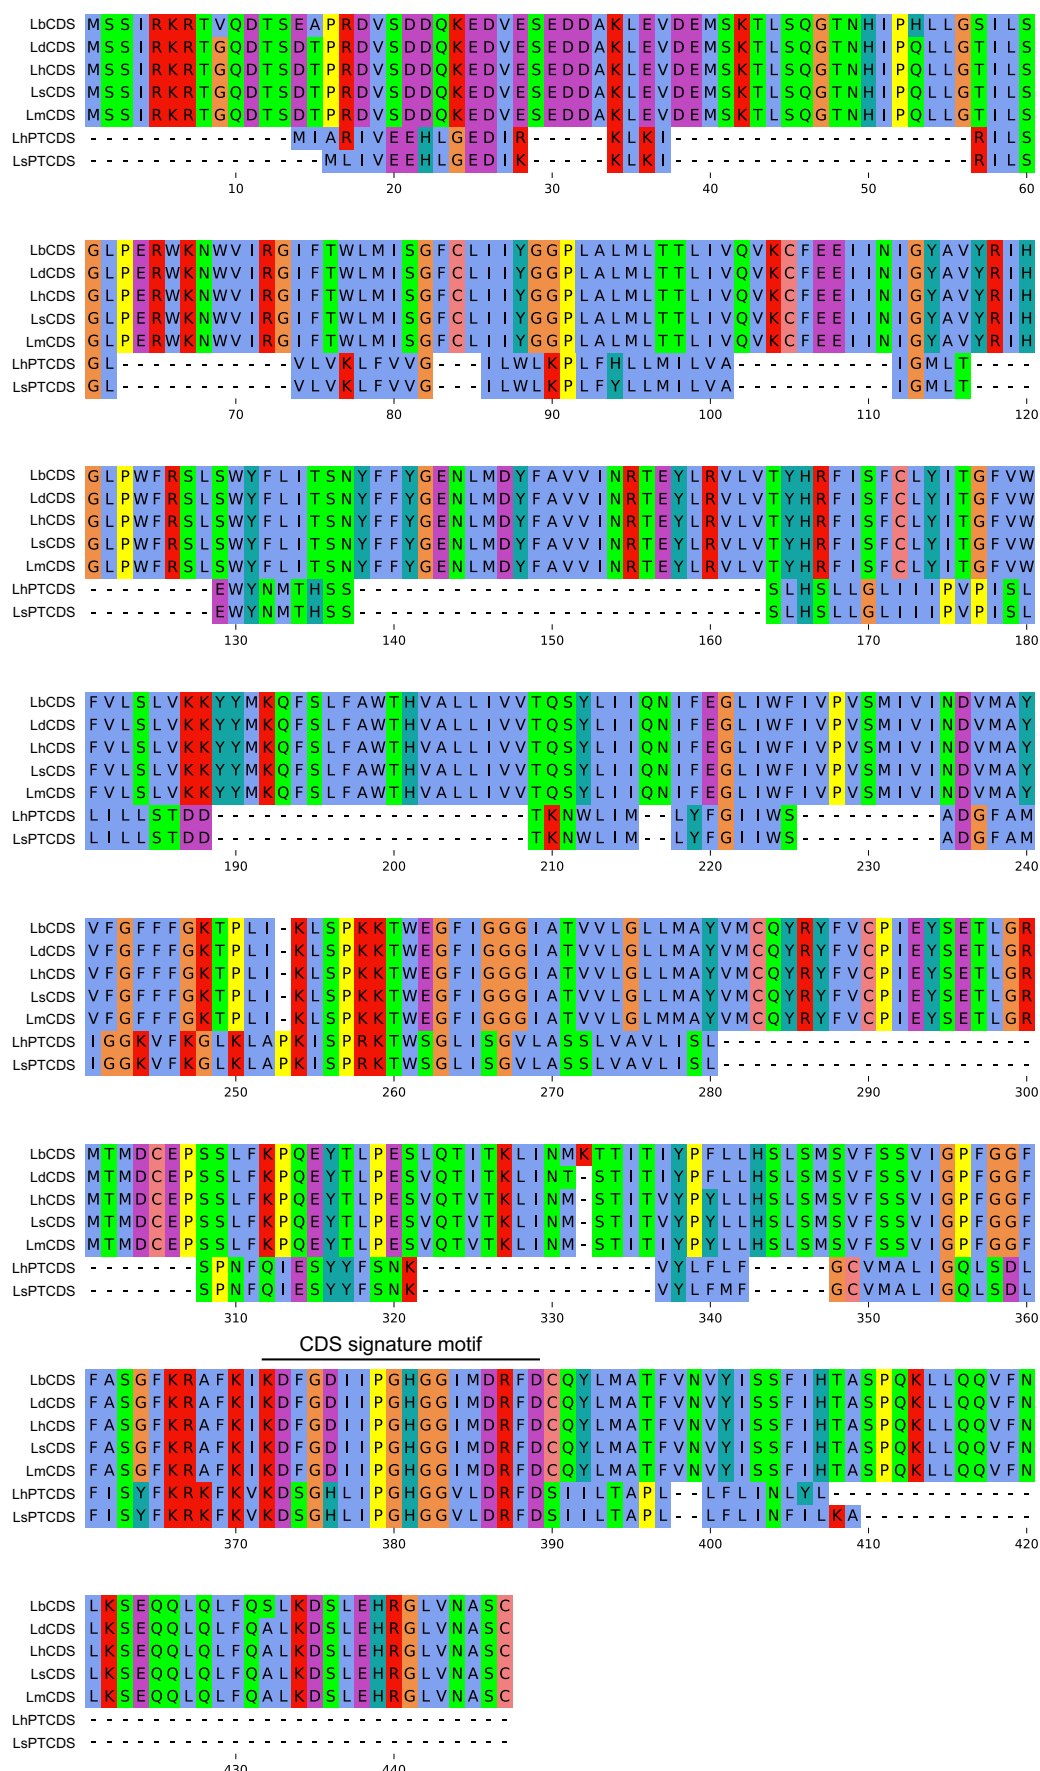 LbCDS MSSIRKRTVQDTSEAPRDVSDDQKEDVESEDDAKLEVDEMSKTLSQGTNHIPHLLGSILS
LdCDS MSSIRKRTGQDTSDTPRDVSDDQKEDVESEDDAKLEVDEMSKTLSQGTNHIPQLLGTILS
LhCDS MSSIRKRTGQDTSDTPRDVSDDQKEDVESEDDAKLEVDEMSKTLSQGTNHIPQLLGTILS
LsCDS MSSIRKRTGQDTSDTPRDVSDDQKEDVESEDDAKLEVDEMSKTLSQGTNHIPQLLGTILS
LmCDS MSSIRKRTGQDTSDTPRDVSDDQKEDVESEDDAKLEVDEMSKTLSQGTNHIPQLLGTILS
LhPTCDS -------------MIARIVEEHLGEDIR-----KLKI-------------------RILS
LsPTCDS ---------------MLIVEEHLGEDIK-----KLKI-------------------RILS
10 20 30 40 50 60
LbCDS GLPERWKNWVIRGIFTWLMISGFCLIIYGGPLALMLTTLIVQVKCFEEIINIGYAVYRIH
LdCDS GLPERWKNWVIRGIFTWLMISGFCLIIYGGPLALMLTTLIVQVKCFEEIINIGYAVYRIH
LhCDS GLPERWKNWVIRGIFTWLMISGFCLIIYGGPLALMLTTLIVQVKCFEEIINIGYAVYRIH
LsCDS GLPERWKNWVIRGIFTWLMISGFCLIIYGGPLALMLTTLIVQVKCFEEIINIGYAVYRIH
LmCDS GLPERWKNWVIRGIFTWLMISGFCLIIYGGPLALMLTTLIVQVKCFEEIINIGYAVYRIH
LhPTCDS GL-----------VLVKLFVVG---ILWLKPLFHLLMILVA----------IGMLT----
LsPTCDS GL-----------VLVKLFVVG---ILWLKPLFYLLMILVA----------IGMLT----
70 80 90 100 110 120
LbCDS GLPWFRSLSWYFLITSNYFFYGENLMDYFAVVINRTEYLRVLVTYHRFISFCLYITGFVW
LdCDS GLPWFRSLSWYFLITSNYFFYGENLMDYFAVVINRTEYLRVLVTYHRFISFCLYITGFVW
LhCDS GLPWFRSLSWYFLITSNYFFYGENLMDYFAVVINRTEYLRVLVTYHRFISFCLYITGFVW
LsCDS GLPWFRSLSWYFLITSNYFFYGENLMDYFAVVINRTEYLRVLVTYHRFISFCLYITGFVW
LmCDS GLPWFRSLSWYFLITSNYFFYGENLMDYFAVVINRTEYLRVLVTYHRFISFCLYITGFVW
LhPTCDS --------EWYNMTHSS--------------------------SLHSLLGLIIIPVPISL
LsPTCDS --------EWYNMTHSS--------------------------SLHSLLGLIIIPVPISL
130 140 150 160 170 180
LbCDS FVLSLVKKYYMKQFSLFAWTHVALLIVVTQSYLIIQNIFEGLIWFIVPVSMIVINDVMAY
LdCDS FVLSLVKKYYMKQFSLFAWTHVALLIVVTQSYLIIQNIFEGLIWFIVPVSMIVINDVMAY
LhCDS FVLSLVKKYYMKQFSLFAWTHVALLIVVTQSYLIIQNIFEGLIWFIVPVSMIVINDVMAY
LsCDS FVLSLVKKYYMKQFSLFAWTHVALLIVVTQSYLIIQNIFEGLIWFIVPVSMIVINDVMAY
LmCDS FVLSLVKKYYMKQFSLFAWTHVALLIVVTQSYLIIQNIFEGLIWFIVPVSMIVINDVMAY
LhPTCDS LILLSTDD--------------------TKNWLIM--LYFGIIWS---------ADGFAM
LsPTCDS LILLSTDD--------------------TKNWLIM--LYFGIIWS---------ADGFAM
190 200 210 220 230 240
LbCDS VFGFFFGKTPLI-KLSPKKTWEGFIGGGIATVVLGLLMAYVMCQYRYFVCPIEYSETLGR
LdCDS VFGFFFGKTPLI-KLSPKKTWEGFIGGGIATVVLGLLMAYVMCQYRYFVCPIEYSETLGR
LhCDS VFGFFFGKTPLI-KLSPKKTWEGFIGGGIATVVLGLLMAYVMCQYRYFVCPIEYSETLGR
LsCDS VFGFFFGKTPLI-KLSPKKTWEGFIGGGIATVVLGLLMAYVMCQYRYFVCPIEYSETLGR
LmCDS VFGFFFGKTPLI-KLSPKKTWEGFIGGGIATVVLGLMMAYVMCQYRYFVCPIEYSETLGR
LhPTCDS IGGKVFKGLKLAPKISPRKTWSGLISGVLASSLVAVLISL--------------------
LsPTCDS IGGKVFKGLKLAPKISPRKTWSGLISGVLASSLVAVLISL--------------------
250 260 270 280 290 300
LbCDS MTMDCEPSSLFKPQEYTLPESLQTITKLINMKTTITIYPFLLHSLSMSVFSSVIGPFGGF
LdCDS MTMDCEPSSLFKPQEYTLPESVQTITKLINT-STITIYPFLLHSLSMSVFSSVIGPFGGF
LhCDS MTMDCEPSSLFKPQEYTLPESVQTVTKLINM-STITVYPYLLHSLSMSVFSSVIGPFGGF
LsCDS MTMDCEPSSLFKPQEYTLPESVQTVTKLINM-STITVYPYLLHSLSMSVFSSVIGPFGGF
LmCDS MTMDCEPSSLFKPQEYTLPESVQTVTKLINM-STITVYPYLLHSLSMSVFSSVIGPFGGF
LhPTCDS -------SPNFQIESYYFSNK---------------VYLFLF-----GCVMALIGQLSDL
LsPTCDS -------SPNFQIESYYFSNK---------------VYLFMF-----GCVMALIGQLSDL
310 320 330 340 350 360
CDS signature motif
LbCDS FASGFKRAFKIKDFGDIIPGHGGIMDRFDCQYLMATFVNVYISSFIHTASPQKLLQQVFN
LdCDS FASGFKRAFKIKDFGDIIPGHGGIMDRFDCQYLMATFVNVYISSFIHTASPQKLLQQVFN
LhCDS FASGFKRAFKIKDFGDIIPGHGGIMDRFDCQYLMATFVNVYISSFIHTASPQKLLQQVFN
LsCDS FASGFKRAFKIKDFGDIIPGHGGIMDRFDCQYLMATFVNVYISSFIHTASPQKLLQQVFN
LmCDS FASGFKRAFKIKDFGDIIPGHGGIMDRFDCQYLMATFVNVYISSFIHTASPQKLLQQVFN
LhPTCDS FISYFKRKFKVKDSGHLIPGHGGVLDRFDSIILTAPL--LFLINLYL-------------
LsPTCDS FISYFKRKFKVKDSGHLIPGHGGVLDRFDSIILTAPL--LFLINFILKA-----------
370 380 390 400 410 420
LbCDS LKSEQQLQLFQSLKDSLEHRGLVNASC
LdCDS LKSEQQLQLFQALKDSLEHRGLVNASC
LhCDS LKSEQQLQLFQALKDSLEHRGLVNASC
LsCDS LKSEQQLQLFQALKDSLEHRGLVNASC
LmCDS LKSEQQLQLFQALKDSLEHRGLVNASC
LhPTCDS ---------------------------
LsPTCDS ---------------------------
430 440